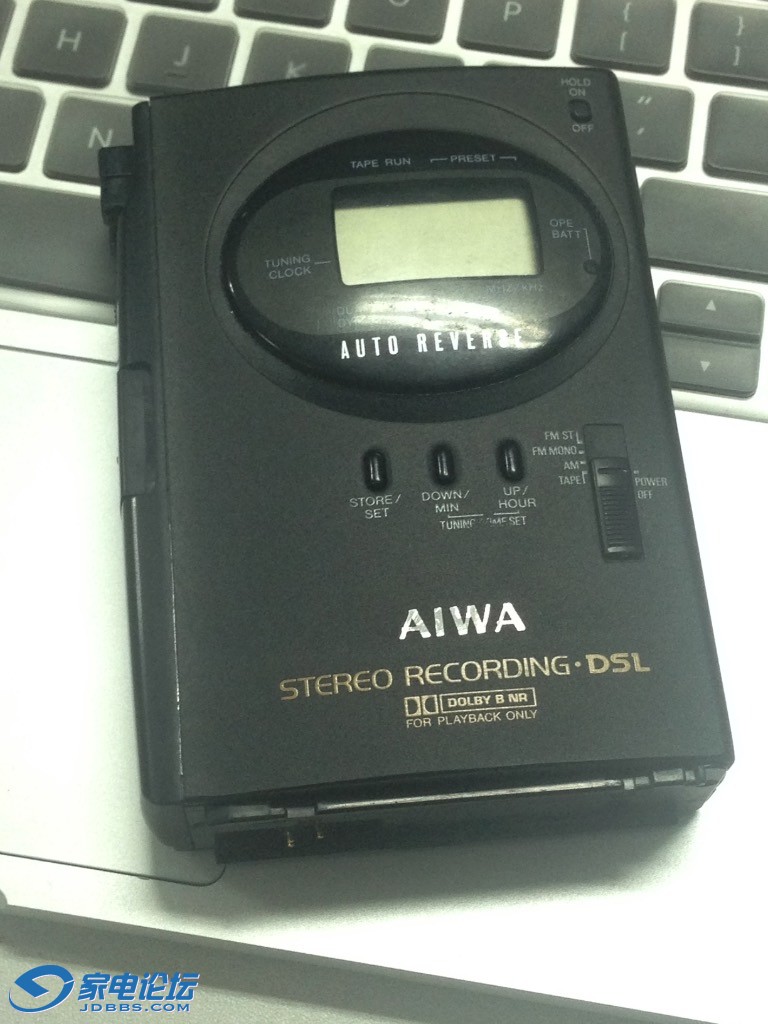 H
J
K
O
P
{
[
}
]
N
"
HOLD
ON
OFF
TAPE RUN
PRESET
OPE
BATT
TUNING
CLOCK
MHz/kHz
AUTO REVERSE
FM ST
FM MONO
AM
TAPE
POWER
OFF
STORE/
SET
DOWN/
MIN
UP/
HOUR
TUNING TIME SET
AIWA
STEREO RECORDING·DSL
DOLBY B NR
FOR PLAYBACK ONLY
家电论坛
JDBBS.COM